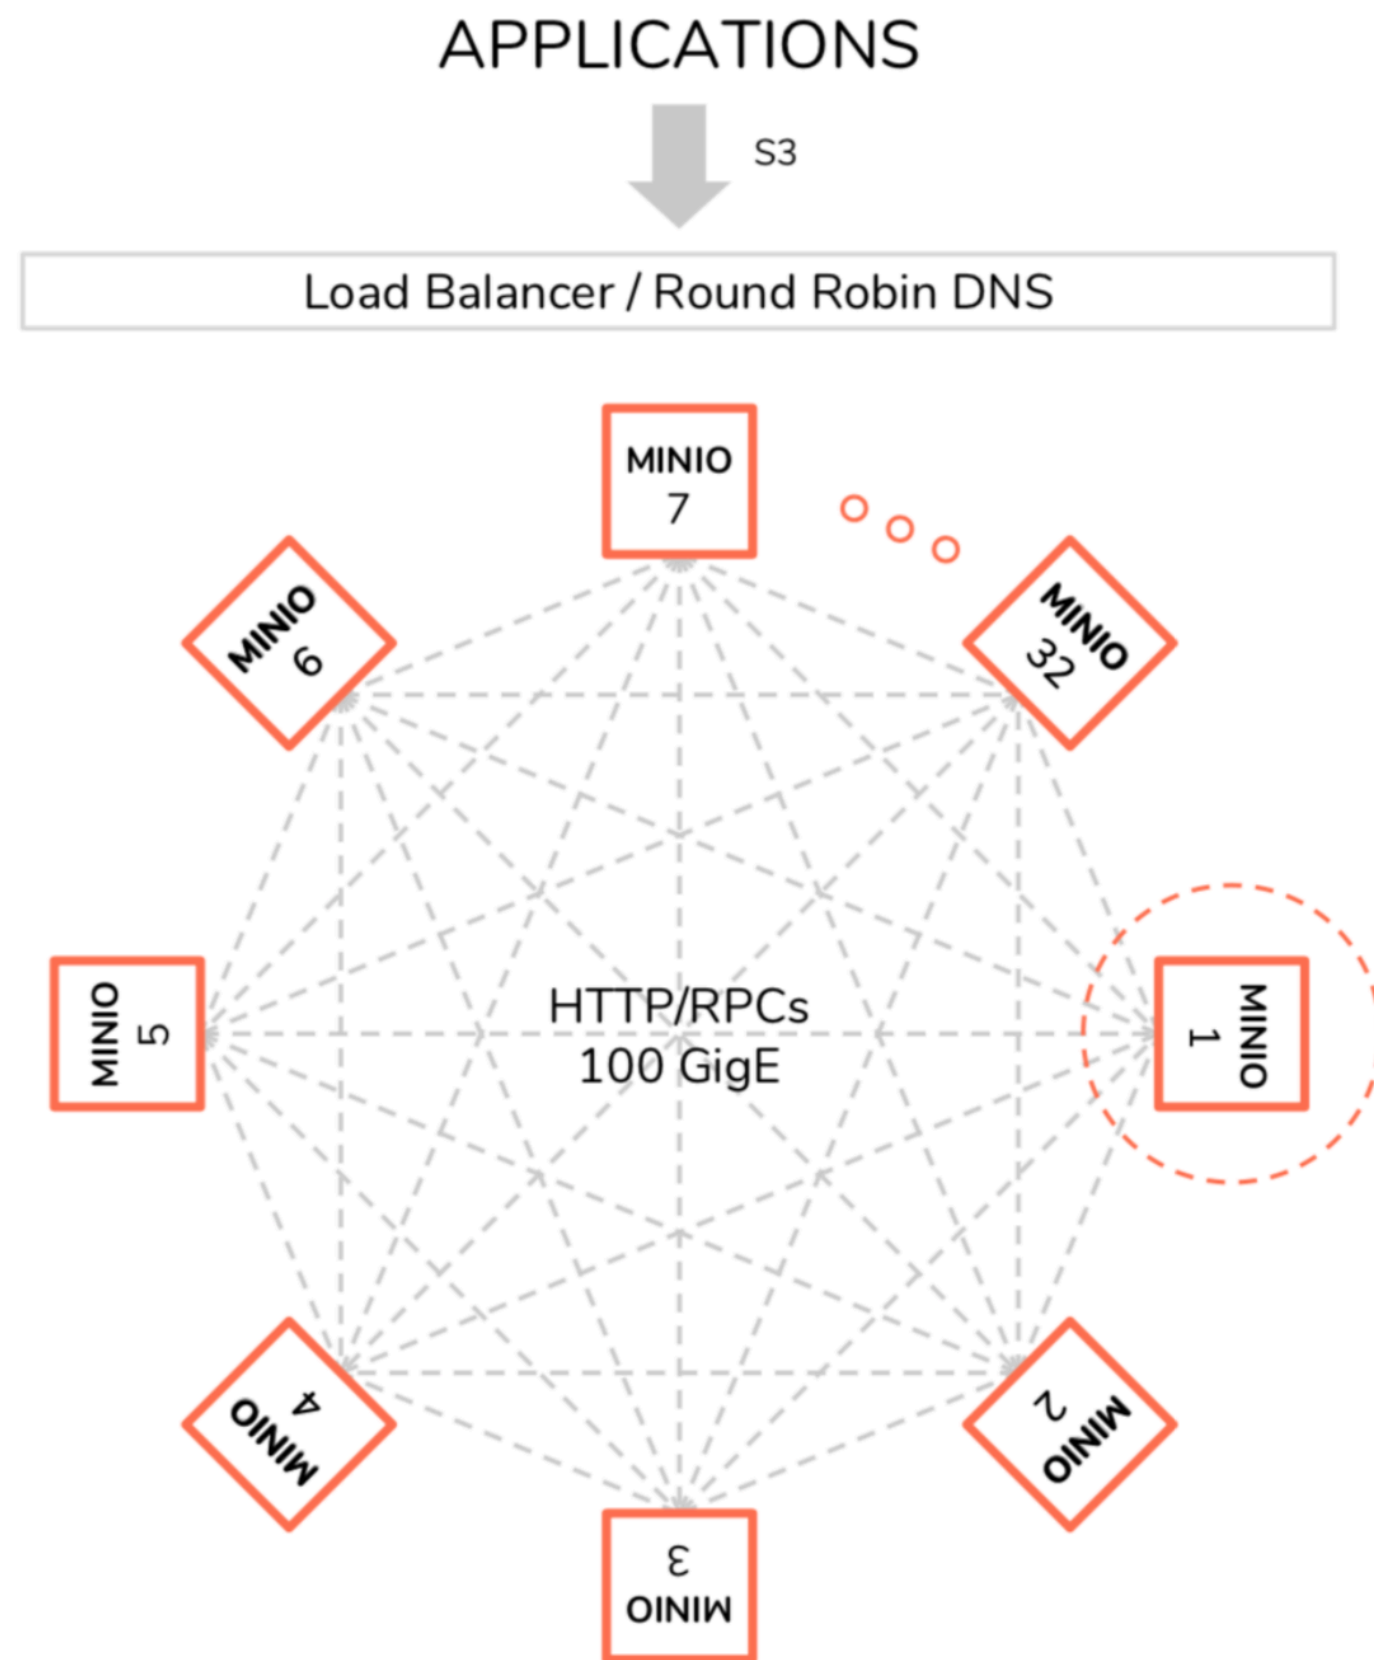 APPLICATIONS
S3
Load Balancer / Round Robin DNS
MINIO
7
MINIO
6
MINIO
32
MINIO
5
HTTP/RPCs
100 GigE
MINIO
1
MINIO
4
MINIO
2
MINIO
3